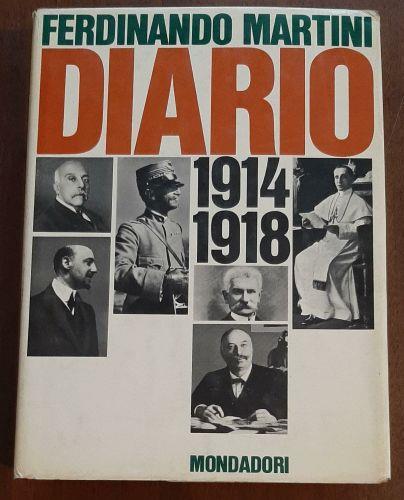 FERDINANDO MARTINI
DIARIO
1914
1918
MONDADORI